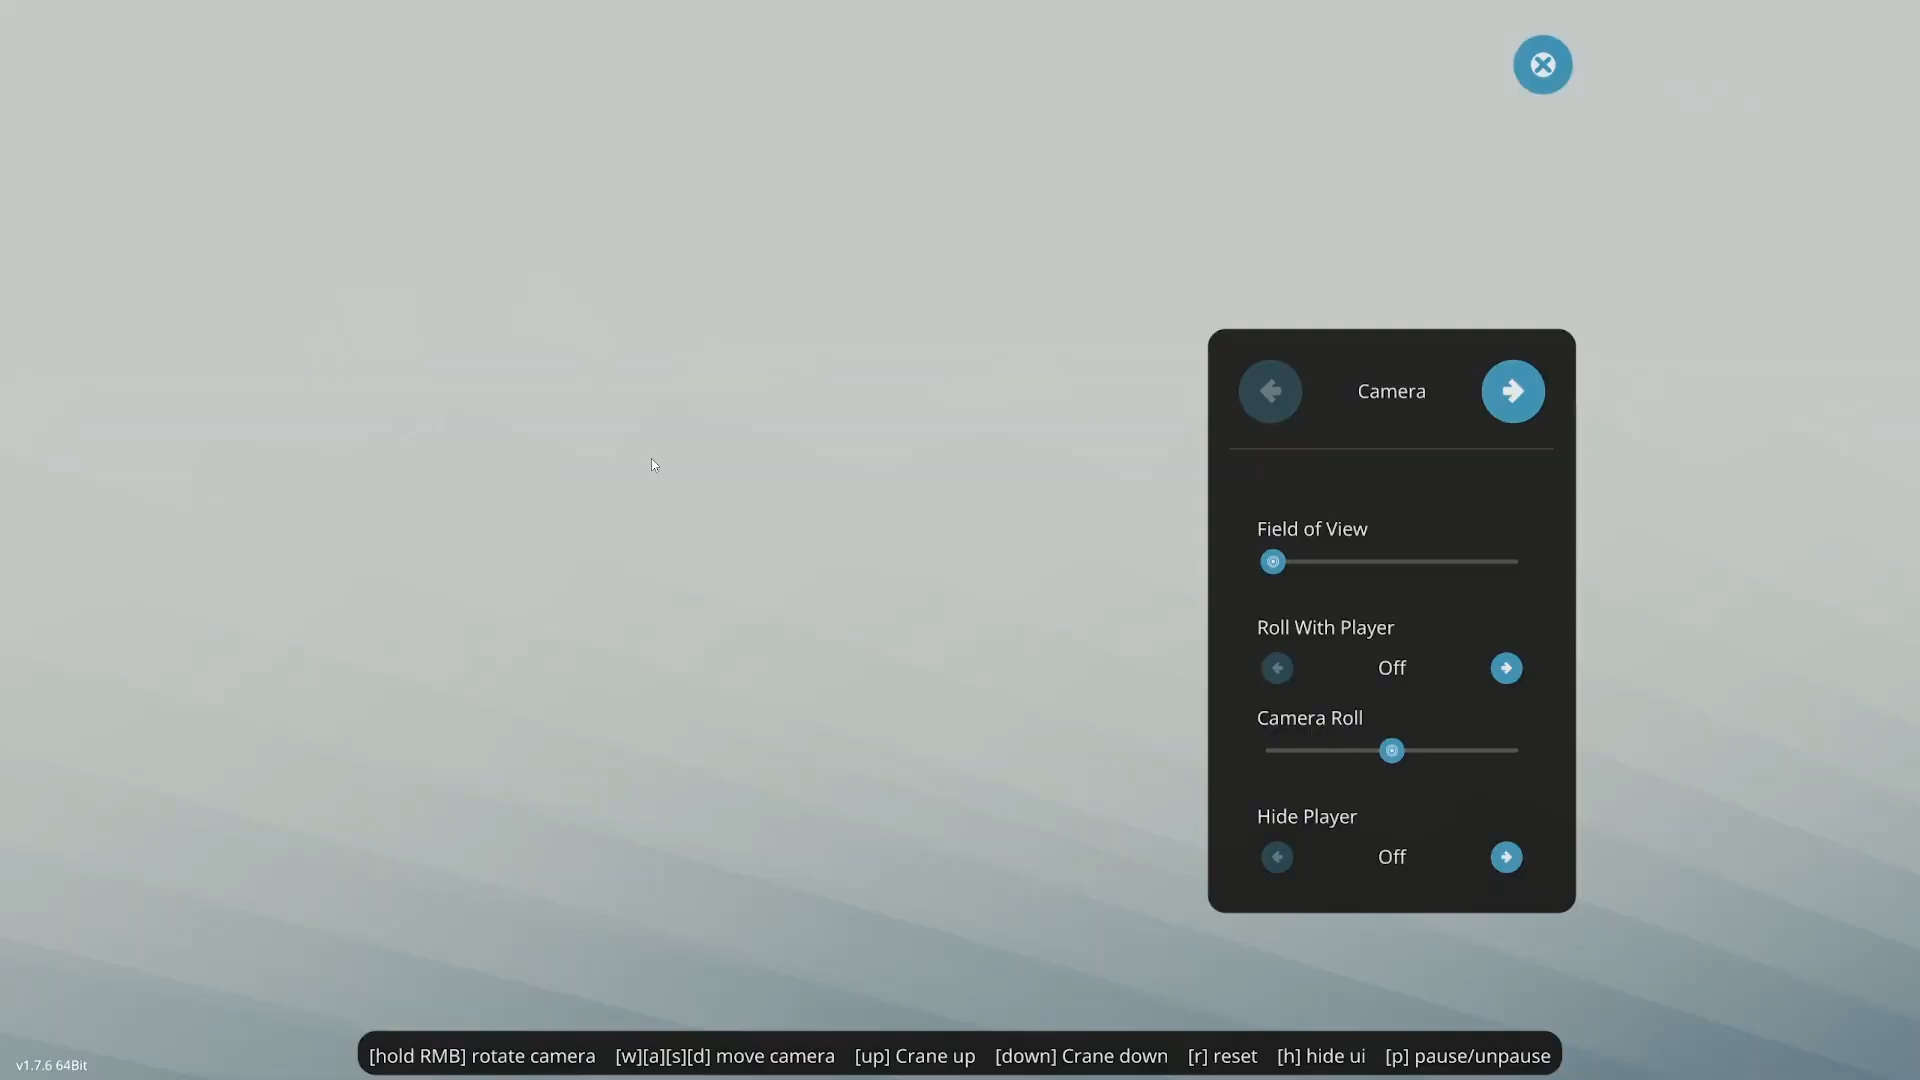 Camera
Field of View
Roll With Player
Off
Camera Roll
Hide Player
Off
[hold RMB] rotate camera [w][a][s][d] move camera [up] Crane up [down] Crane down [r] reset [h] hide ui [p] pause/unpause
v1.7.6 64Bit